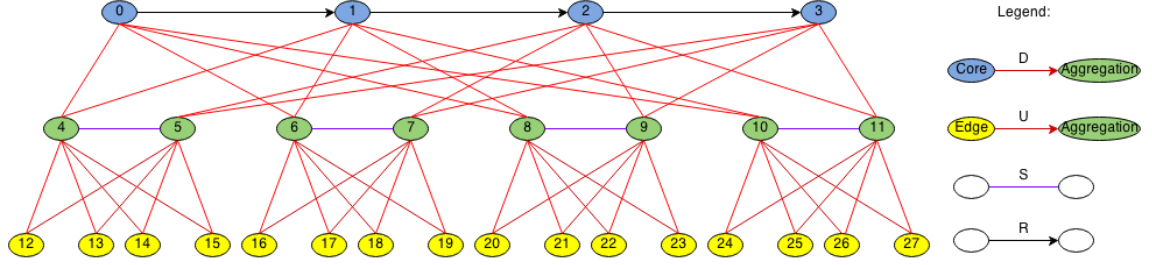 0 1 2 3 Legend:
Core D Aggregation
4 5 6 7 8 9 10 11 Edge U Aggregation
S
R
12 13 14 15 16 17 18 19 20 21 22 23 24 25 26 27